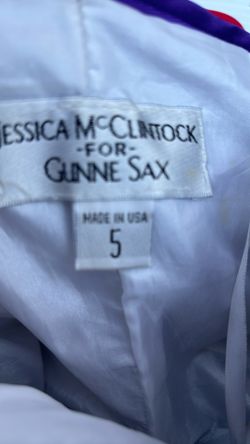 JESSICA McCLINTOCK
-FOR-
GUNNE SAX
MADE IN USA
5